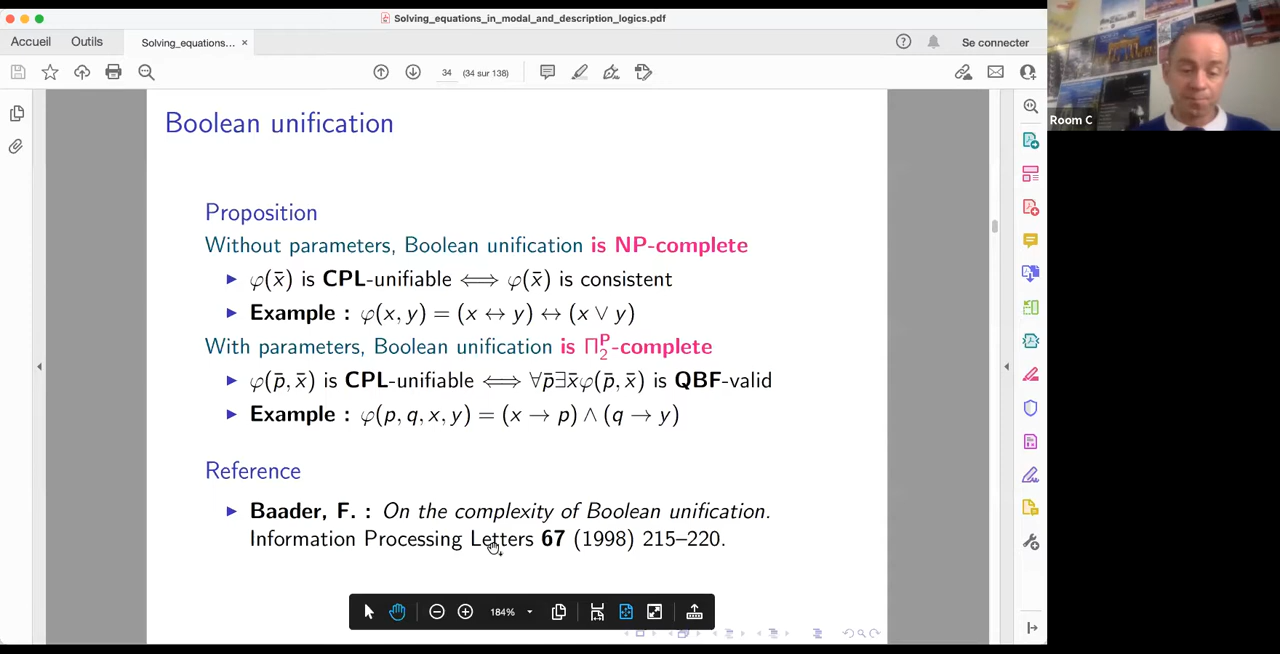 Solving_equations_in_modal_and_description_logics.pdf
Accueil Outils Solving_equations... × Se connecter
34 (34 sur 138)
Room C
Boolean unification
Proposition
Without parameters, Boolean unification is NP-complete
▶ φ(x̄) is CPL-unifiable ⟺ φ(x̄) is consistent
▶ Example : φ(x, y) = (x ↔ y) ↔ (x ∨ y)
With parameters, Boolean unification is Π₂ᴾ-complete
▶ φ(p̄, x̄) is CPL-unifiable ⟺ ∀p̄∃x̄φ(p̄, x̄) is QBF-valid
▶ Example : φ(p, q, x, y) = (x → p) ∧ (q → y)
Reference
▶ Baader, F. : On the complexity of Boolean unification.
Information Processing Letters 67 (1998) 215–220.
184%